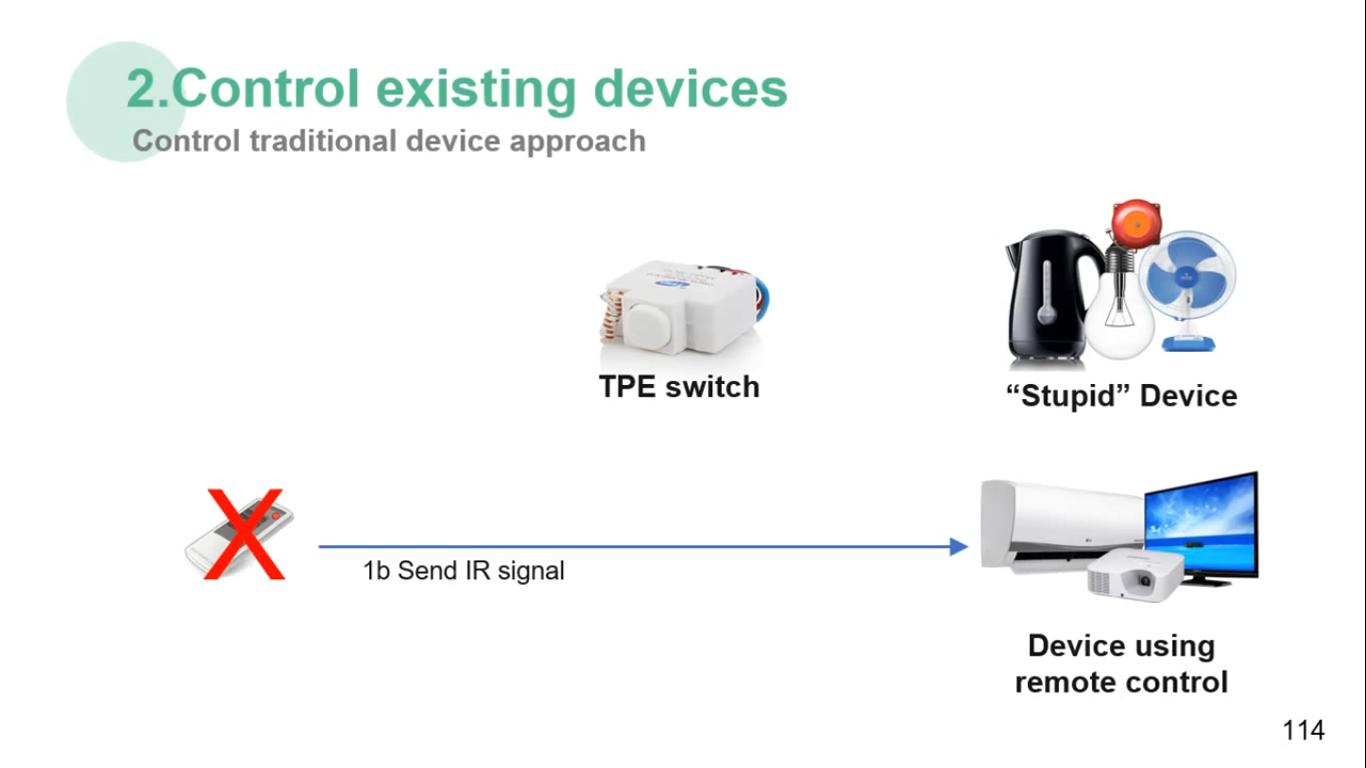 2.Control existing devices
Control traditional device approach
TPE switch
“Stupid” Device
X
1b Send IR signal
Device using
remote control
114